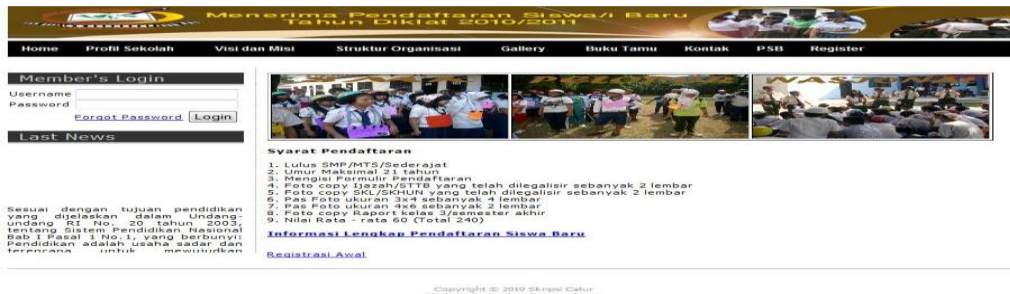 Menerima Pendaftaran Siswa/i Baru
Tahun Diklat 2010/2011
Home Profil Sekolah Visi dan Misi Struktur Organisasi Gallery Buku Tamu Kontak PSB Register
Member's Login
Username
Password
Forgot Password Login
Last News
Sesuai dengan tujuan pendidikan
yang dijelaskan dalam Undang-
undang RI No. 20 tahun 2003,
tentang Sistem Pendidikan Nasional
Bab I Pasal 1 No.1, yang berbunyi:
Pendidikan adalah usaha sadar dan
terencana untuk mewujudkan
Syarat Pendaftaran
1. Lulus SMP/MTS/Sederajat
2. Umur Maksimal 21 tahun
3. Mengisi Formulir Pendaftaran
4. Foto copy Ijazah/STTB yang telah dilegalisir sebanyak 2 lembar
5. Foto copy SKL/SKHUN yang telah dilegalisir sebanyak 2 lembar
6. Pas Foto ukuran 3x4 sebanyak 4 lembar
7. Pas Foto ukuran 4x6 sebanyak 2 lembar
8. Foto copy Raport kelas 3/semester akhir
9. Nilai Rata - rata 60 (Total 240)
Informasi Lengkap Pendaftaran Siswa Baru
Registrasi Awal
Copyright © 2010 Skripsi Catur